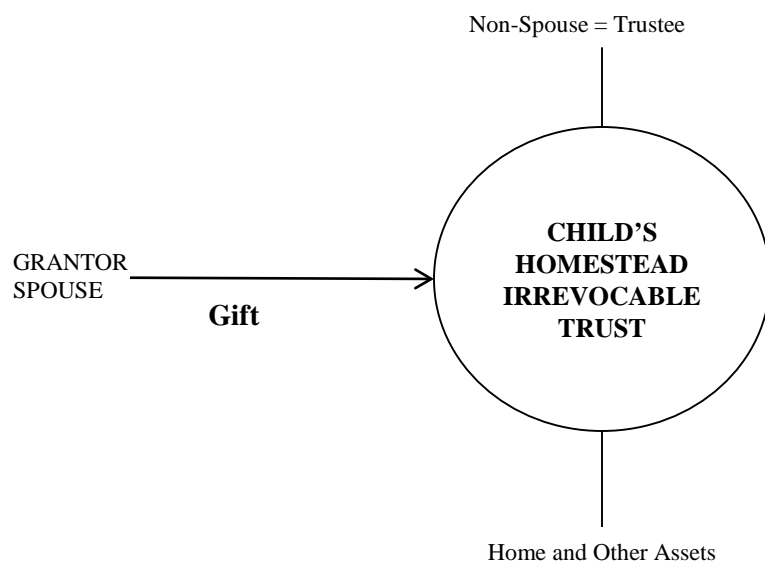 Non-Spouse = Trustee
CHILD’S
HOMESTEAD
IRREVOCABLE
TRUST
GRANTOR
SPOUSE
Gift
Home and Other Assets